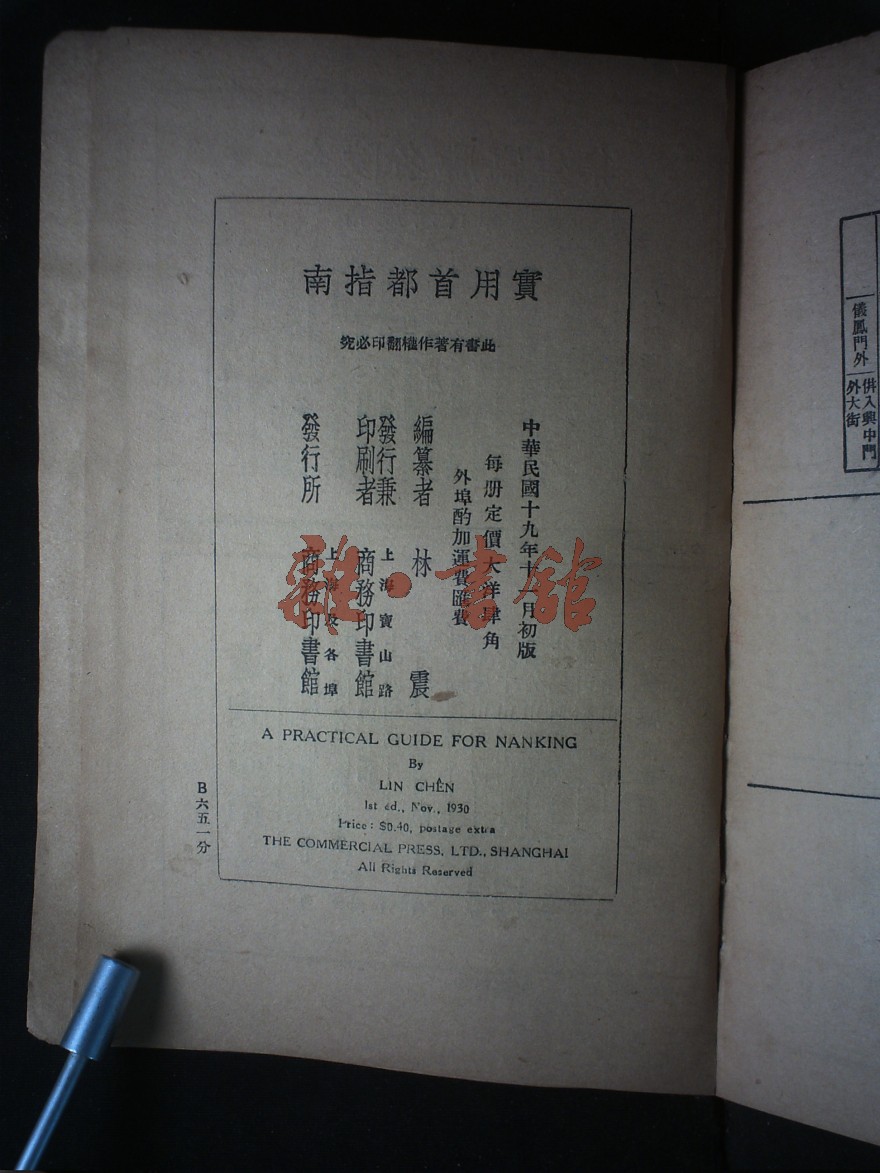 實用首都指南
此書有著作權翻印必究
中華民國十九年十一月初版
每册定價大洋肆角
外埠酌加運費匯費
編纂者 林震
發行兼印刷者 上海寶山路 商務印書館
發行所 上海及各埠 商務印書館
A PRACTICAL GUIDE FOR NANKING
By
LIN CHÊN
1st ed., Nov., 1930
Price: $0.40, postage extra
THE COMMERCIAL PRESS, LTD., SHANGHAI
All Rights Reserved
B六五一分
儀鳳門外
併入興中門
外大街
雜·書館